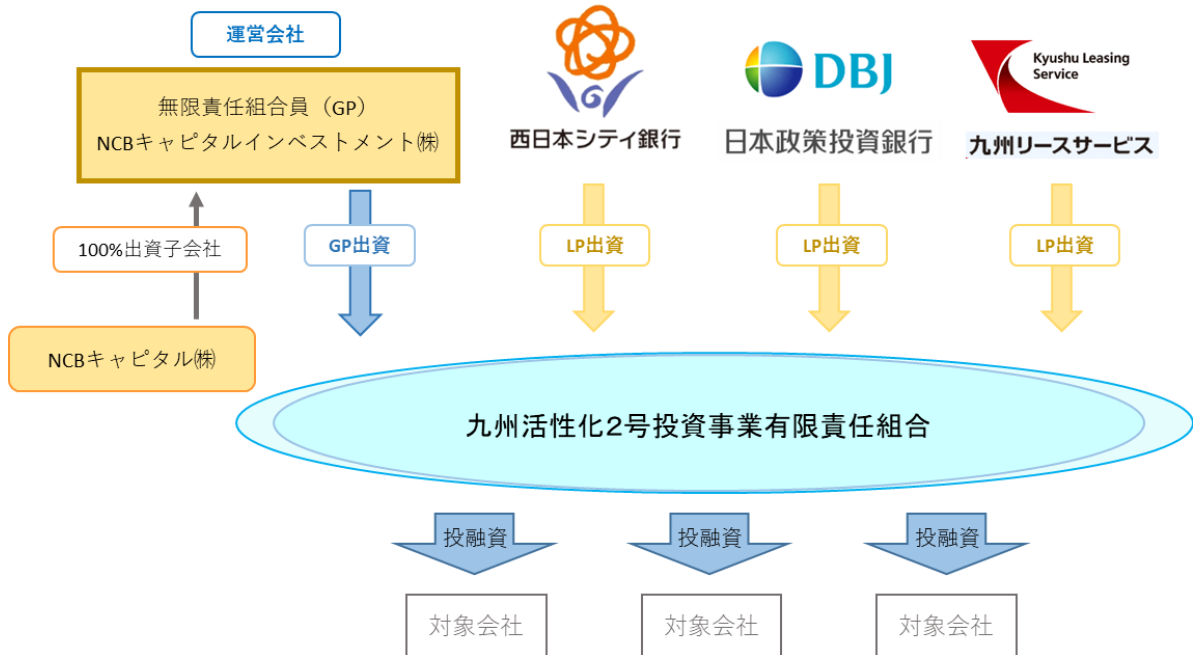 運営会社
無限責任組合員（GP）
NCBキャピタルインベストメント㈱
西日本シティ銀行
DBJ
日本政策投資銀行
Kyushu Leasing
Service
九州リースサービス
100%出資子会社
GP出資
LP出資
LP出資
LP出資
NCBキャピタル㈱
九州活性化2号投資事業有限責任組合
投融資
投融資
投融資
対象会社
対象会社
対象会社